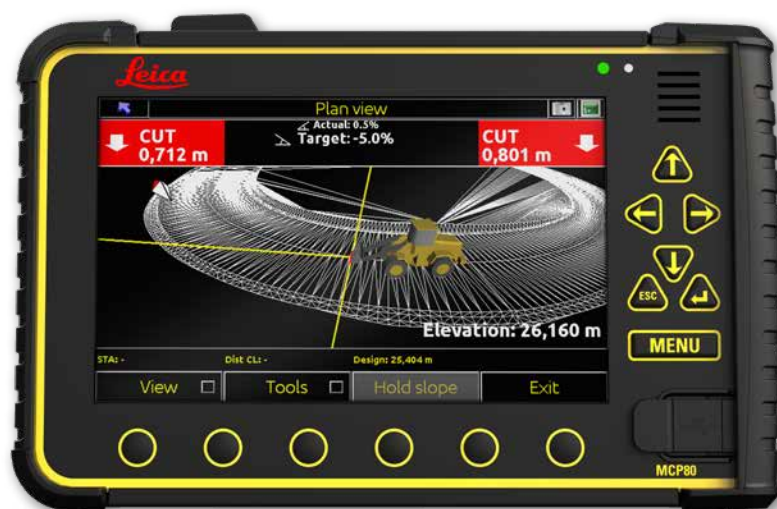 Leica
Plan view
CUT
0,712 m
Actual: 0.5%
Target: -5.0%
CUT
0,801 m
Elevation: 26,160 m
STA: -
Dist CL: -
Design: 25,404 m
View
Tools
Hold slope
Exit
ESC
MENU
MCP80